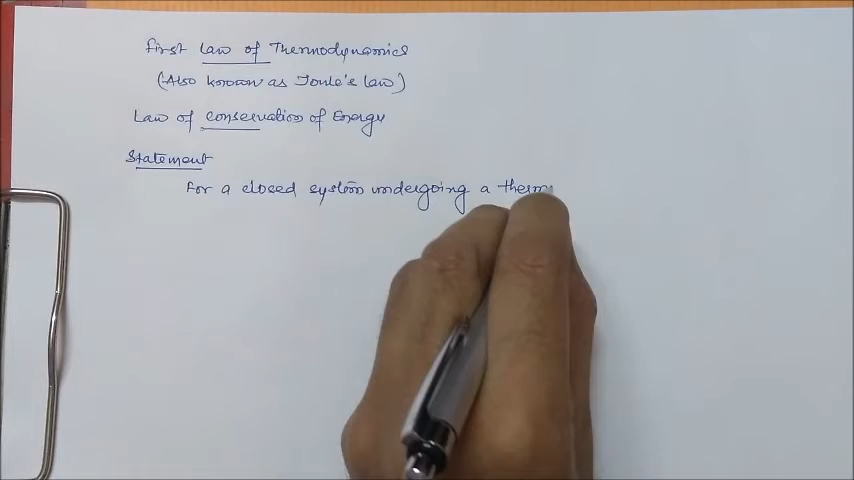 First Law of Thermodynamics
(Also known as Joule's law)
Law of conservation of Energy
Statement
For a closed system undergoing a therm